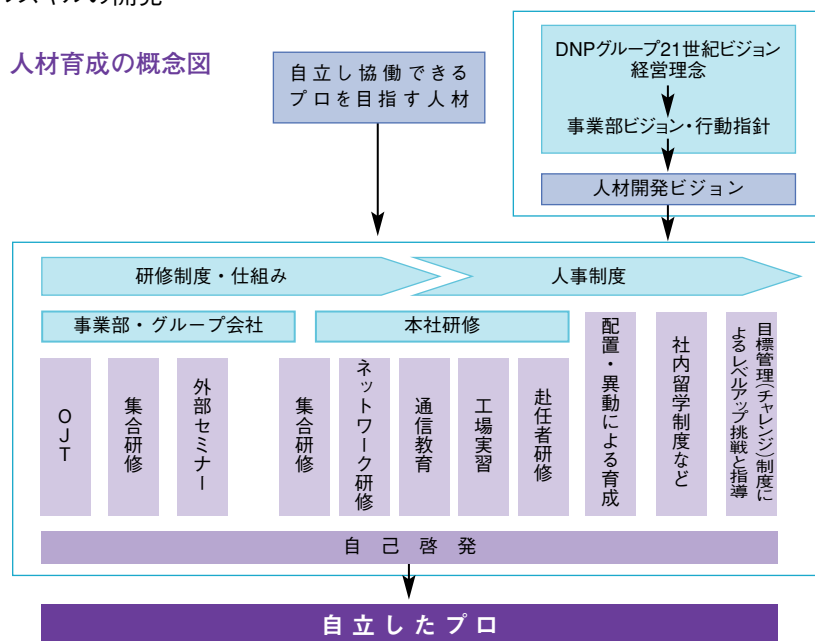 ルスキルの開発
人材育成の概念図
自立し協働できる
プロを目指す人材
DNPグループ21世紀ビジョン
経営理念
事業部ビジョン・行動指針
人材開発ビジョン
研修制度・仕組み
人事制度
事業部・グループ会社
本社研修
OJT
集合研修
外部セミナー
集合研修
ネットワーク研修
通信教育
工場実習
赴任者研修
配置・異動による育成
社内留学制度など
目標管理(チャレンジ)制度に
よるレベルアップ挑戦と指導
自己啓発
自立したプロ